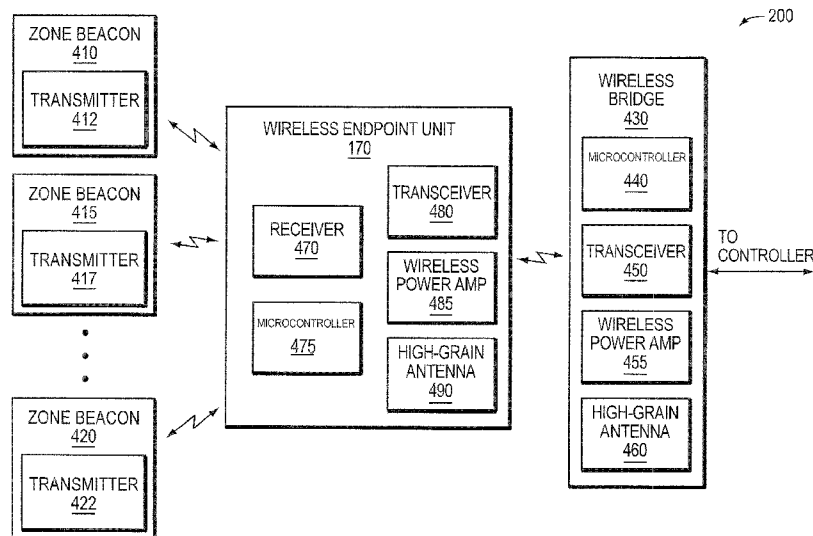 200
ZONE BEACON
410
TRANSMITTER
412
ZONE BEACON
415
TRANSMITTER
417
ZONE BEACON
420
TRANSMITTER
422
WIRELESS ENDPOINT UNIT
170
RECEIVER
470
MICROCONTROLLER
475
TRANSCEIVER
480
WIRELESS
POWER AMP
485
HIGH-GRAIN
ANTENNA
490
WIRELESS
BRIDGE
430
MICROCONTROLLER
440
TRANSCEIVER
450
WIRELESS
POWER AMP
455
HIGH-GRAIN
ANTENNA
460
TO
CONTROLLER